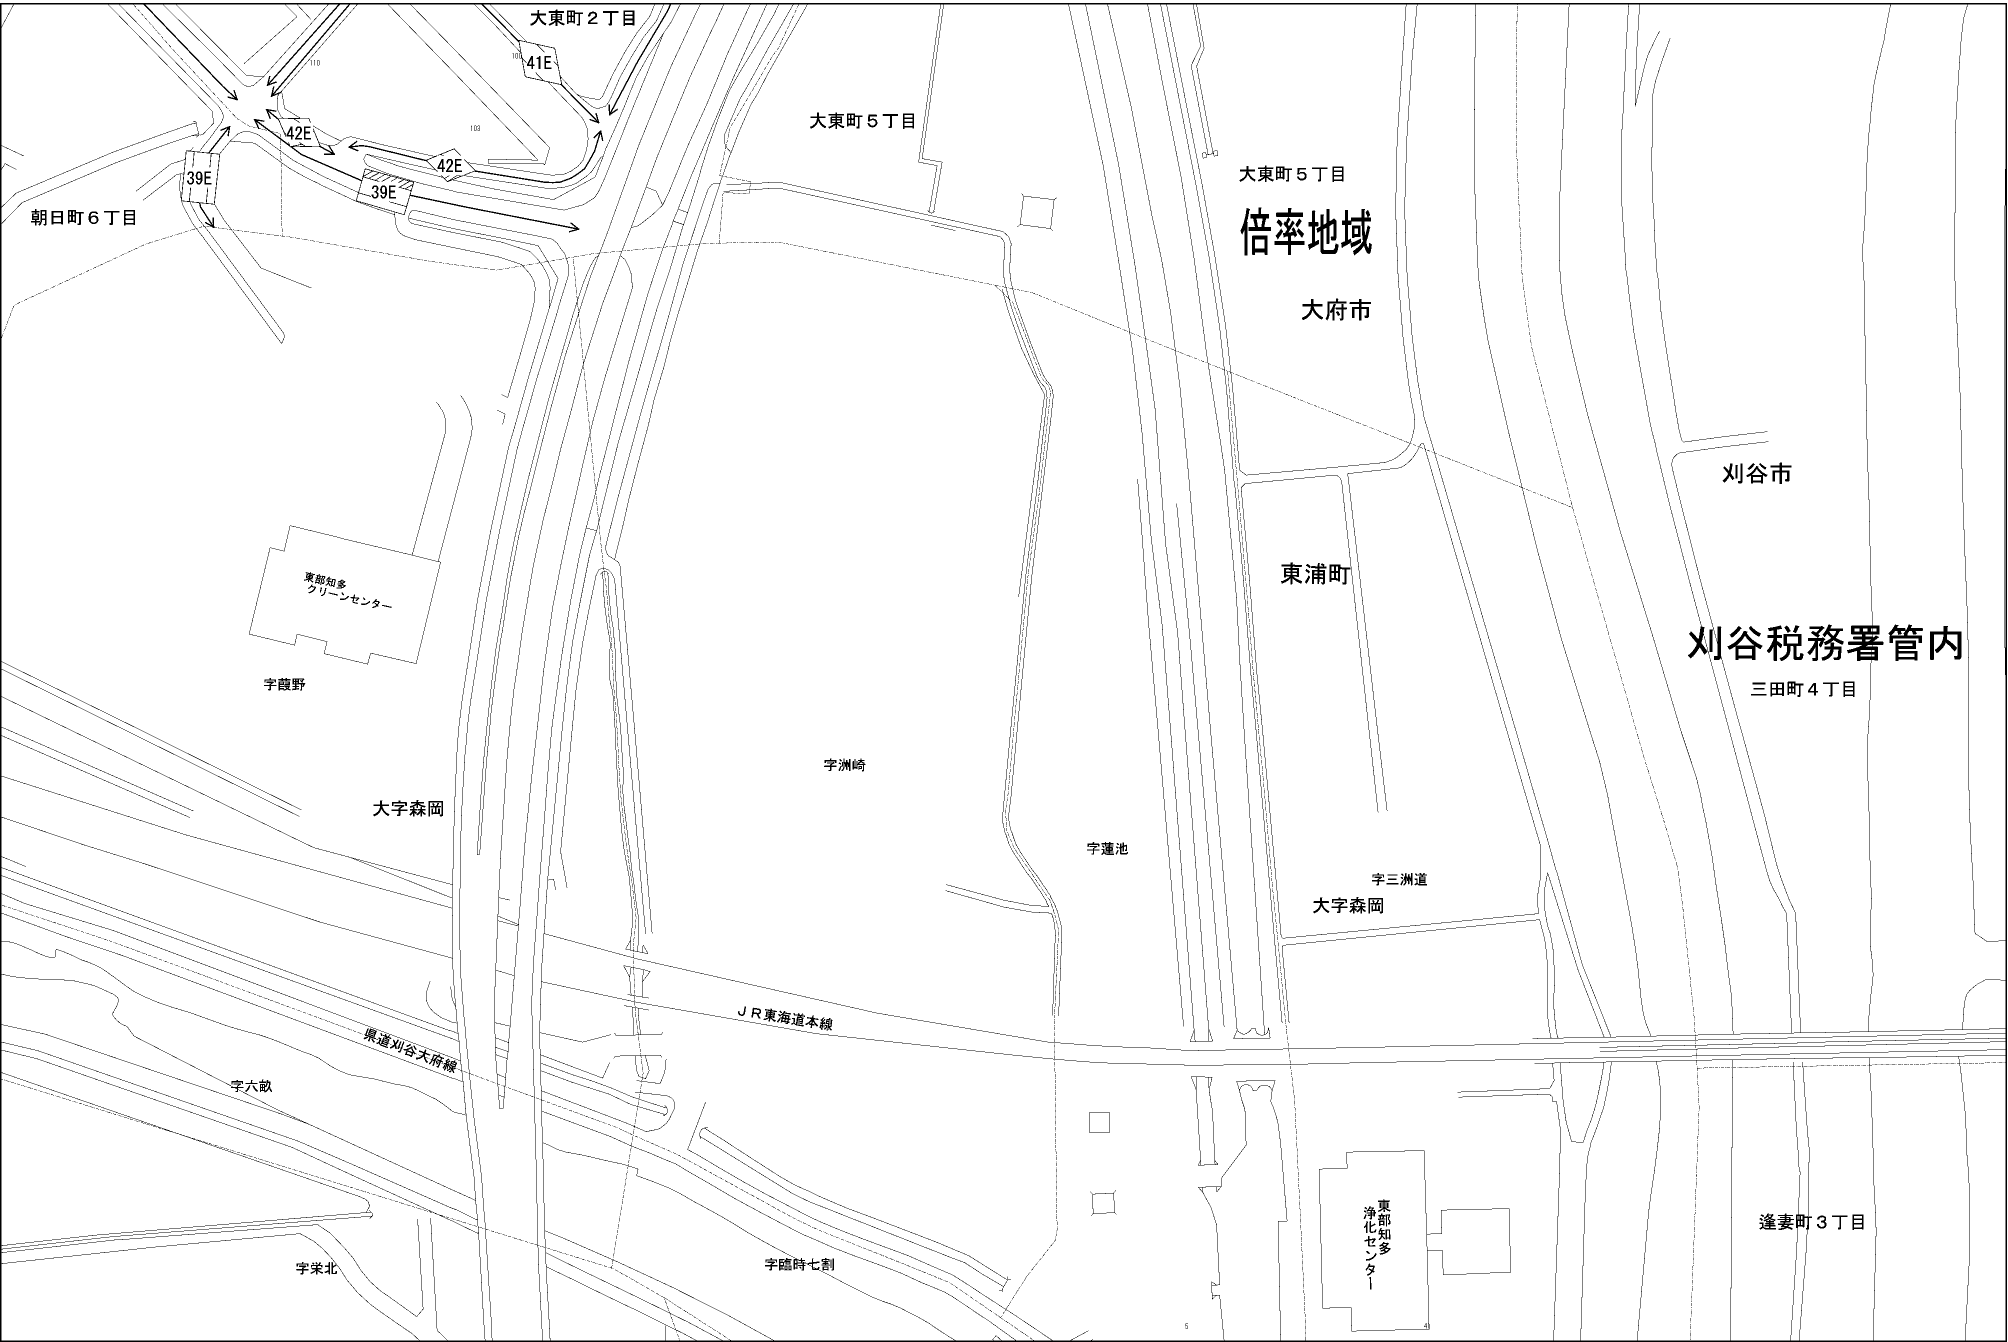 大東町２丁目
41E
110
103
大東町５丁目
42E
42E
39E
39E
朝日町６丁目
大東町５丁目
倍率地域
大府市
刈谷市
東浦町
東部知多
クリーンセンター
刈谷税務署管内
三田町４丁目
字葭野
字洲崎
大字森岡
字蓮池
字三洲道
大字森岡
ＪＲ東海道本線
県道刈谷大府線
字六畝
東部知多
浄化センター
逢妻町３丁目
字栄北
字臨時七割
5